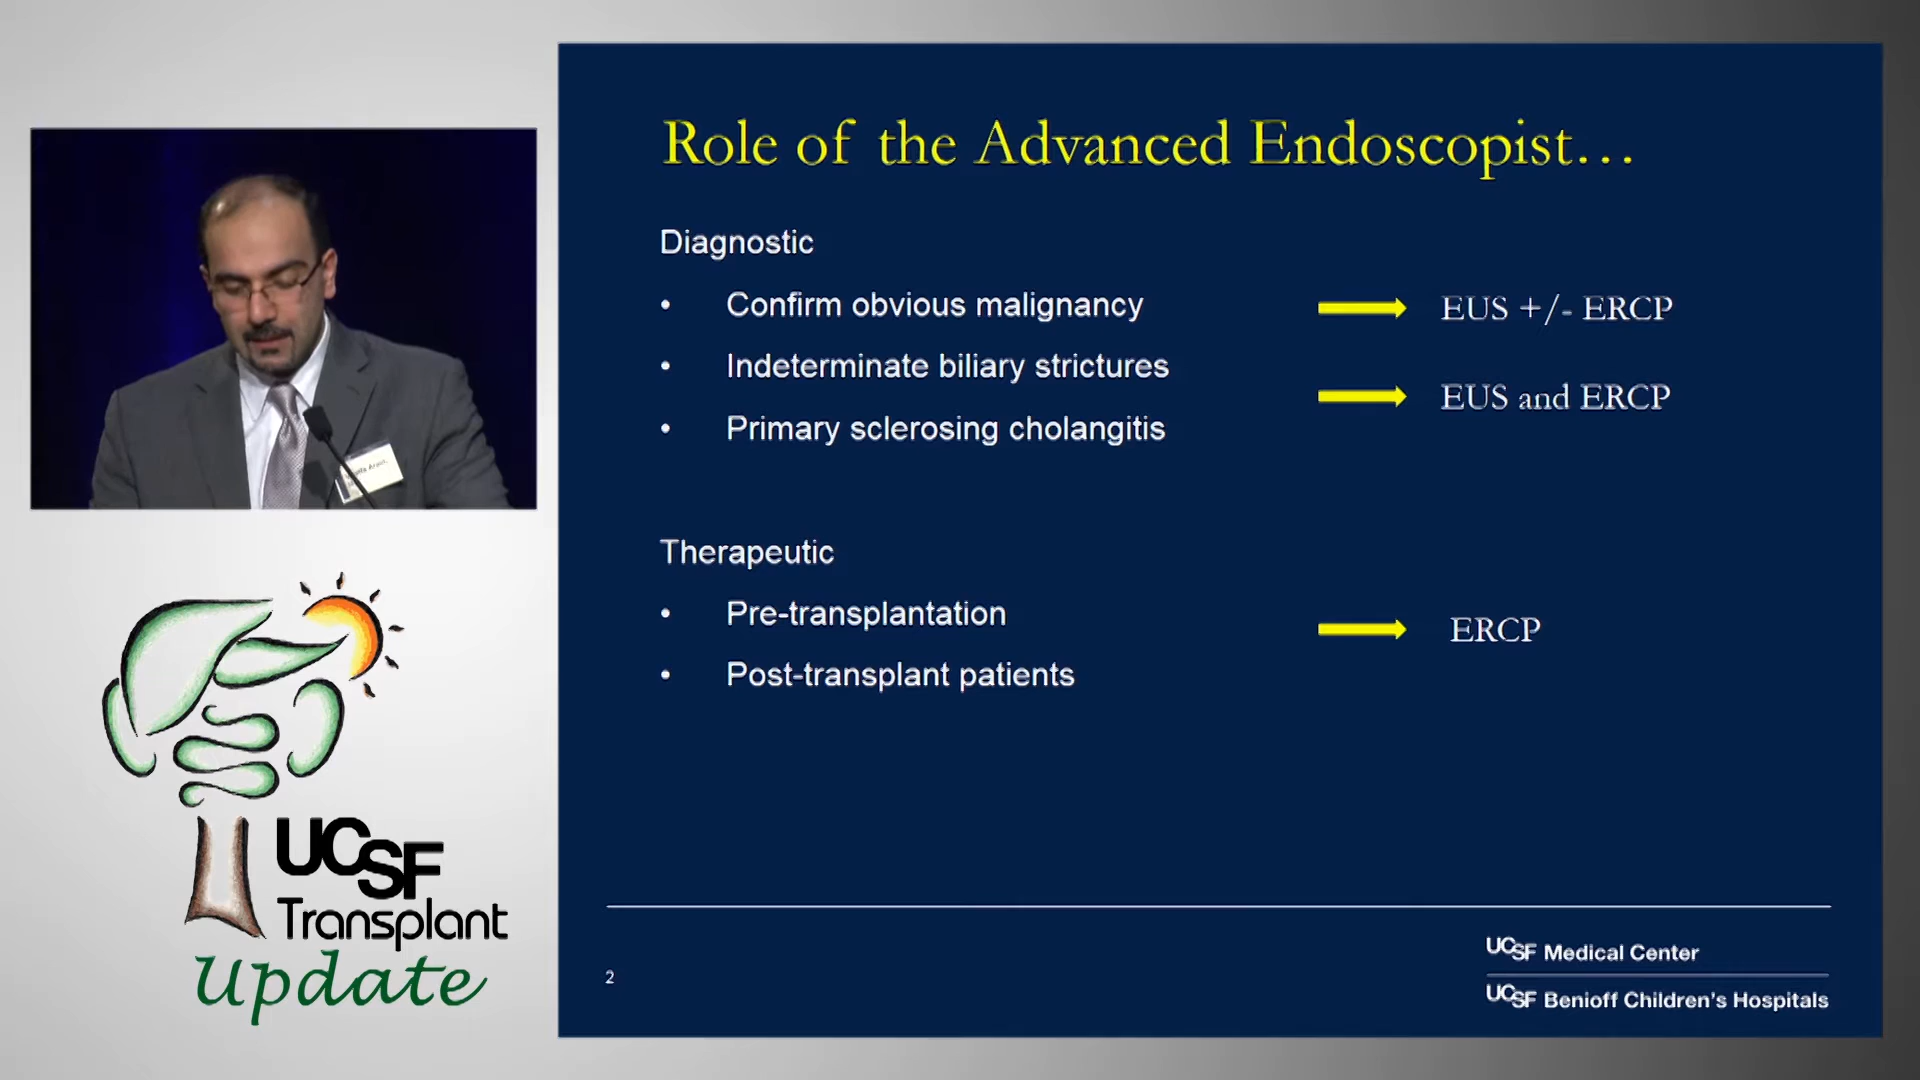 Role of the Advanced Endoscopist…
Diagnostic
• Confirm obvious malignancy
EUS +/- ERCP
• Indeterminate biliary strictures
EUS and ERCP
• Primary sclerosing cholangitis
Therapeutic
• Pre-transplantation
ERCP
• Post-transplant patients
2
UCSF Medical Center
UCSF Benioff Children's Hospitals
UCSF
Transplant
Update